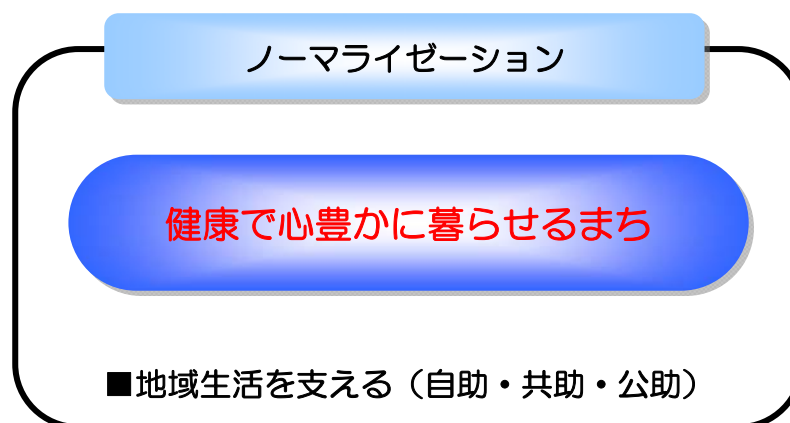 ノーマライゼーション
健康で心豊かに暮らせるまち
■地域生活を支える（自助・共助・公助）